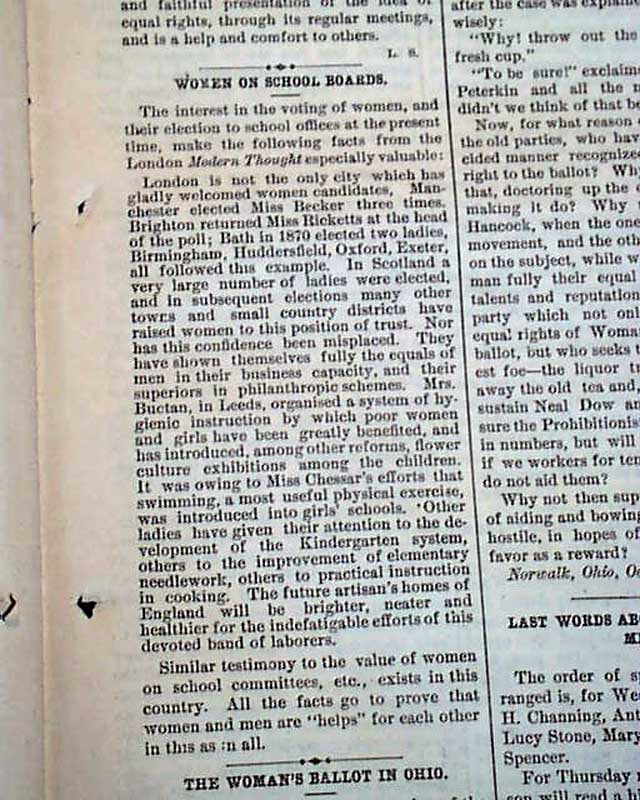 and faithful presentation of the idea of
equal rights, through its regular meetings,
and is a help and comfort to others.
L. S.
WOMEN ON SCHOOL BOARDS.
The interest in the voting of women, and
their election to school offices at the present
time, make the following facts from the
London Modern Thought especially valuable:
London is not the only city which has
gladly welcomed women candidates. Man-
chester elected Miss Becker three times.
Brighton returned Miss Ricketts at the head
of the poll; Bath in 1870 elected two ladies,
Birmingham, Huddersfield, Oxford, Exeter,
all followed this example. In Scotland a
very large number of ladies were elected,
and in subsequent elections many other
towns and small country districts have
raised women to this position of trust. Nor
has this confidence been misplaced. They
have shown themselves fully the equals of
men in their business capacity, and their
superiors in philanthropic schemes. Mrs.
Buctan, in Leeds, organised a system of hy-
gienic instruction by which poor women
and girls have been greatly benefited, and
has introduced, among other reforms, flower
culture exhibitions among the children.
It was owing to Miss Chessar's efforts that
swimming, a most useful physical exercise,
was introduced into girls' schools. 'Other
ladies have given their attention to the de-
velopment of the Kindergarten system,
others to the improvement of elementary
needlework, others to practical instruction
in cooking. The future artisan's homes of
England will be brighter, neater and
healthier for the indefatigable efforts of this
devoted band of laborers.
Similar testimony to the value of women
on school committees, etc., exists in this
country. All the facts go to prove that
women and men are "helps" for each other
in this as in all.
THE WOMAN'S BALLOT IN OHIO.
after the case was explain
wisely:
"Why! throw out the
fresh cup."
"To be sure!" exclaime
Peterkin and all the
didn't we think of that be
Now, for what reason
the old parties, who hav
cided manner recognized
right to the ballot? Why
that, doctoring up the
making it do? Why
Hancock, when the one
movement, and the oth
on the subject, while w
man fully their equal
talents and reputation
party which not onl
equal rights of Woma
ballot, but who seeks t
est foe—the liquor tr
away the old tea and,
sustain Neal Dow an
sure the Prohibitionis
in numbers, but will
if we workers for tem
do not aid them?
Why not then sup
of aiding and bowing
hostile, in hopes of
favor as a reward?
Norwalk, Ohio, Oc
LAST WORDS AB
The order of sp
ranged is, for We
H. Channing, Ann
Lucy Stone, Mary
Spencer.
For Thursday
son will read a